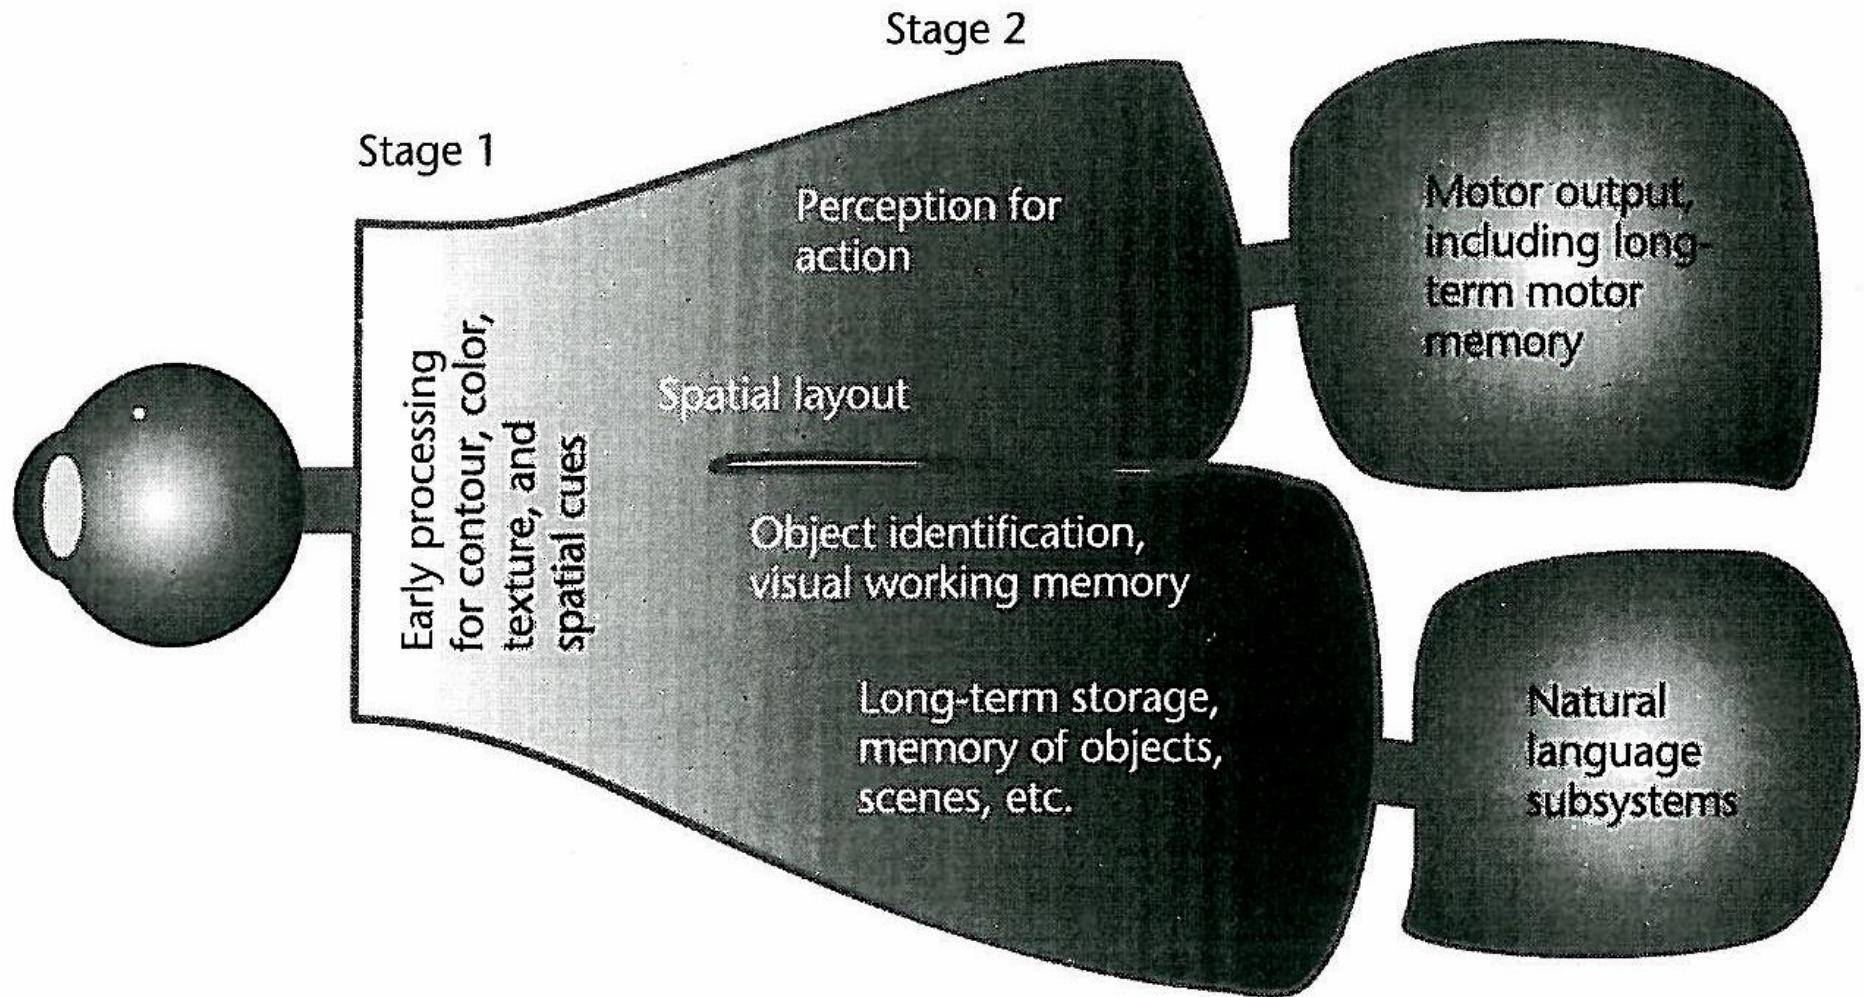 Stage 1
Stage 2
Early processing
for contour, color,
texture, and
spatial cues
Perception for
action
Spatial layout
Object identification,
visual working memory
Long-term storage,
memory of objects,
scenes, etc.
Motor output,
including long-
term motor
memory
Natural
language
subsystems